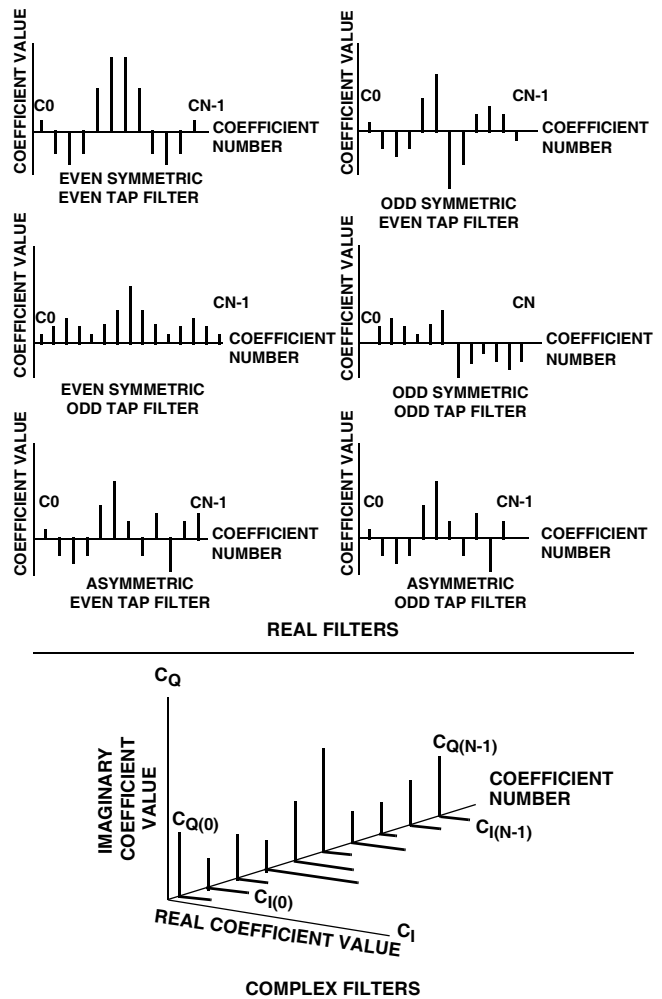 COEFFICIENT VALUE
C0
CN-1
COEFFICIENT
NUMBER
EVEN SYMMETRIC
EVEN TAP FILTER
COEFFICIENT VALUE
C0
CN-1
COEFFICIENT
NUMBER
ODD SYMMETRIC
EVEN TAP FILTER
COEFFICIENT VALUE
C0
CN-1
COEFFICIENT
NUMBER
EVEN SYMMETRIC
ODD TAP FILTER
COEFFICIENT VALUE
C0
CN
COEFFICIENT
NUMBER
ODD SYMMETRIC
ODD TAP FILTER
COEFFICIENT VALUE
C0
CN-1
COEFFICIENT
NUMBER
ASYMMETRIC
EVEN TAP FILTER
COEFFICIENT VALUE
C0
CN-1
COEFFICIENT
NUMBER
ASYMMETRIC
ODD TAP FILTER
REAL FILTERS
CQ
IMAGINARY
COEFFICIENT
VALUE
CQ(0)
CQ(N-1)
COEFFICIENT
NUMBER
CI(N-1)
CI(0)
REAL COEFFICIENT VALUE
CI
COMPLEX FILTERS